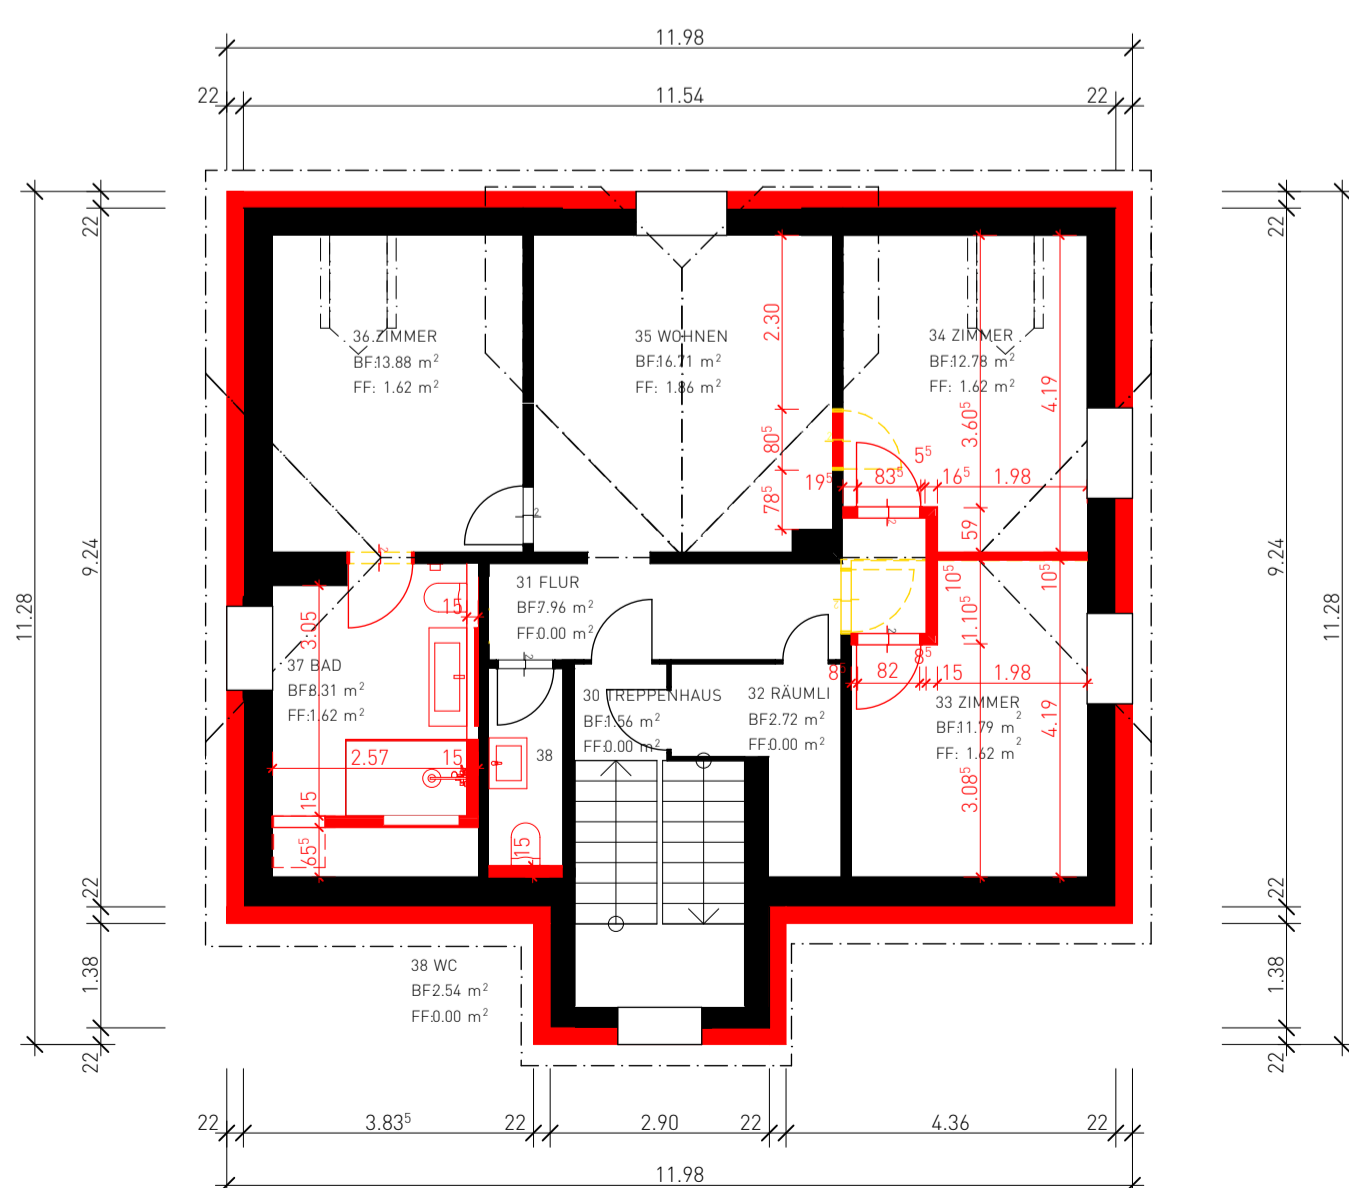 11.98
22 11.54 22
36 ZIMMER
BF:13.88 m²
FF: 1.62 m²
35 WOHNEN
BF:16.71 m²
FF: 1.86 m²
34 ZIMMER
BF:12.78 m²
FF: 1.62 m²
2.30
80⁵
78⁵
3.60⁵
4.19
5⁵
19⁵ 83⁵ 16⁵ 1.98
59
2
2
2
2
2
2
31 FLUR
BF:7.96 m²
FF:0.00 m²
10⁵
10⁵
1.10⁵
15
3.05
37 BAD
BF:8.31 m²
FF:1.62 m²
8⁵
8⁵ 82 15 1.98
30 TREPPENHAUS
BF:1.56 m²
FF:0.00 m²
32 RÄUMLI
BF:2.72 m²
FF:0.00 m²
33 ZIMMER
BF:11.79 m²
FF: 1.62 m²
4.19
3.08⁵
2.57 15
38
15
65⁵
15
38 WC
BF:2.54 m²
FF:0.00 m²
22
9.24
11.28
22
1.38
22
22
9.24
11.28
22
1.38
22
22 3.83⁵ 22 2.90 22 4.36 22
11.98